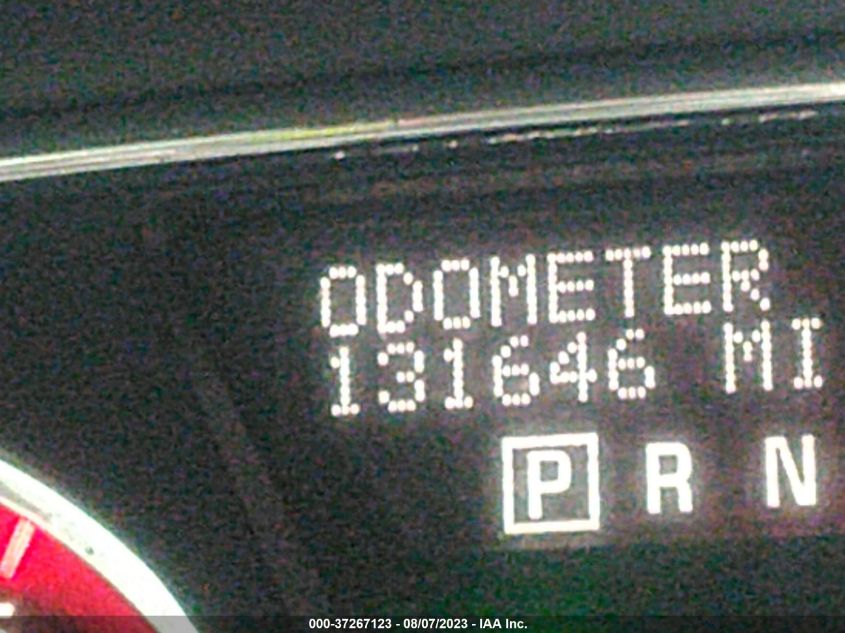 ODOMETER
131646 MI
P R N
000-37267123 - 08/07/2023 - IAA Inc.